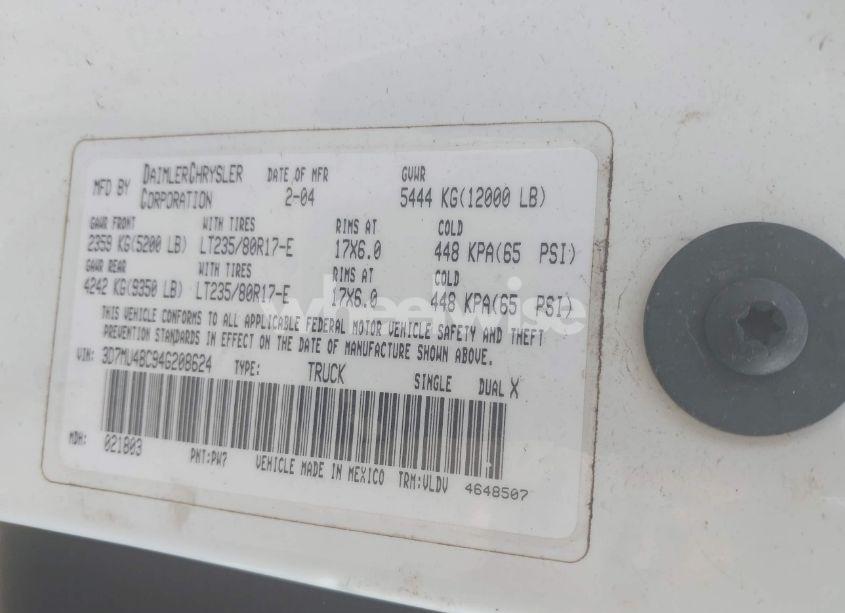 MFD BY DAIMLERCHRYSLER CORPORATION DATE OF MFR 2-04 GVWR 5444 KG(12000 LB)
GAWR FRONT WITH TIRES RIMS AT COLD
2359 KG(5200 LB) LT235/80R17-E 17X6.0 448 KPA(65 PSI)
GAWR REAR WITH TIRES RIMS AT COLD
4242 KG(9350 LB) LT235/80R17-E 17X6.0 448 KPA(65 PSI)
THIS VEHICLE CONFORMS TO ALL APPLICABLE FEDERAL MOTOR VEHICLE SAFETY AND THEFT
PREVENTION STANDARDS IN EFFECT ON THE DATE OF MANUFACTURE SHOWN ABOVE.
VIN: 3D7MU48C94G208624 TYPE: TRUCK SINGLE DUAL X
MDH: 021803 PNT:PW7 VEHICLE MADE IN MEXICO TRM:VLDV 4648507
wheelwise